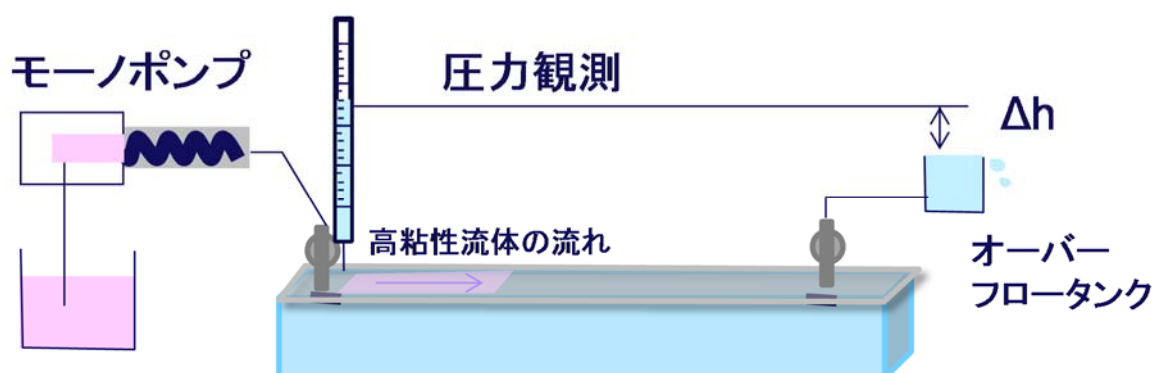 モーノポンプ
圧力観測
Δh
高粘性流体の流れ
オーバー
フロータンク